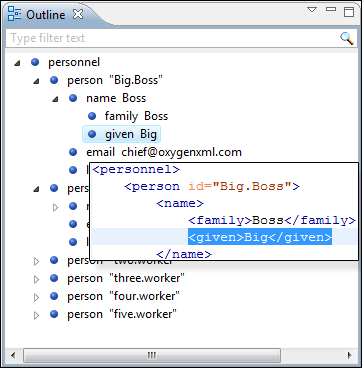 Outline
Type filter text
personnel
person "Big.Boss"
name Boss
family Boss
given Big
email chief@oxygenxml.com
l
<personnel>
pers
<person id="Big.Boss">
<name>
<family>Boss</family>
<given>Big</given>
</name>
person "two.worker"
person "three.worker"
person "four.worker"
person "five.worker"